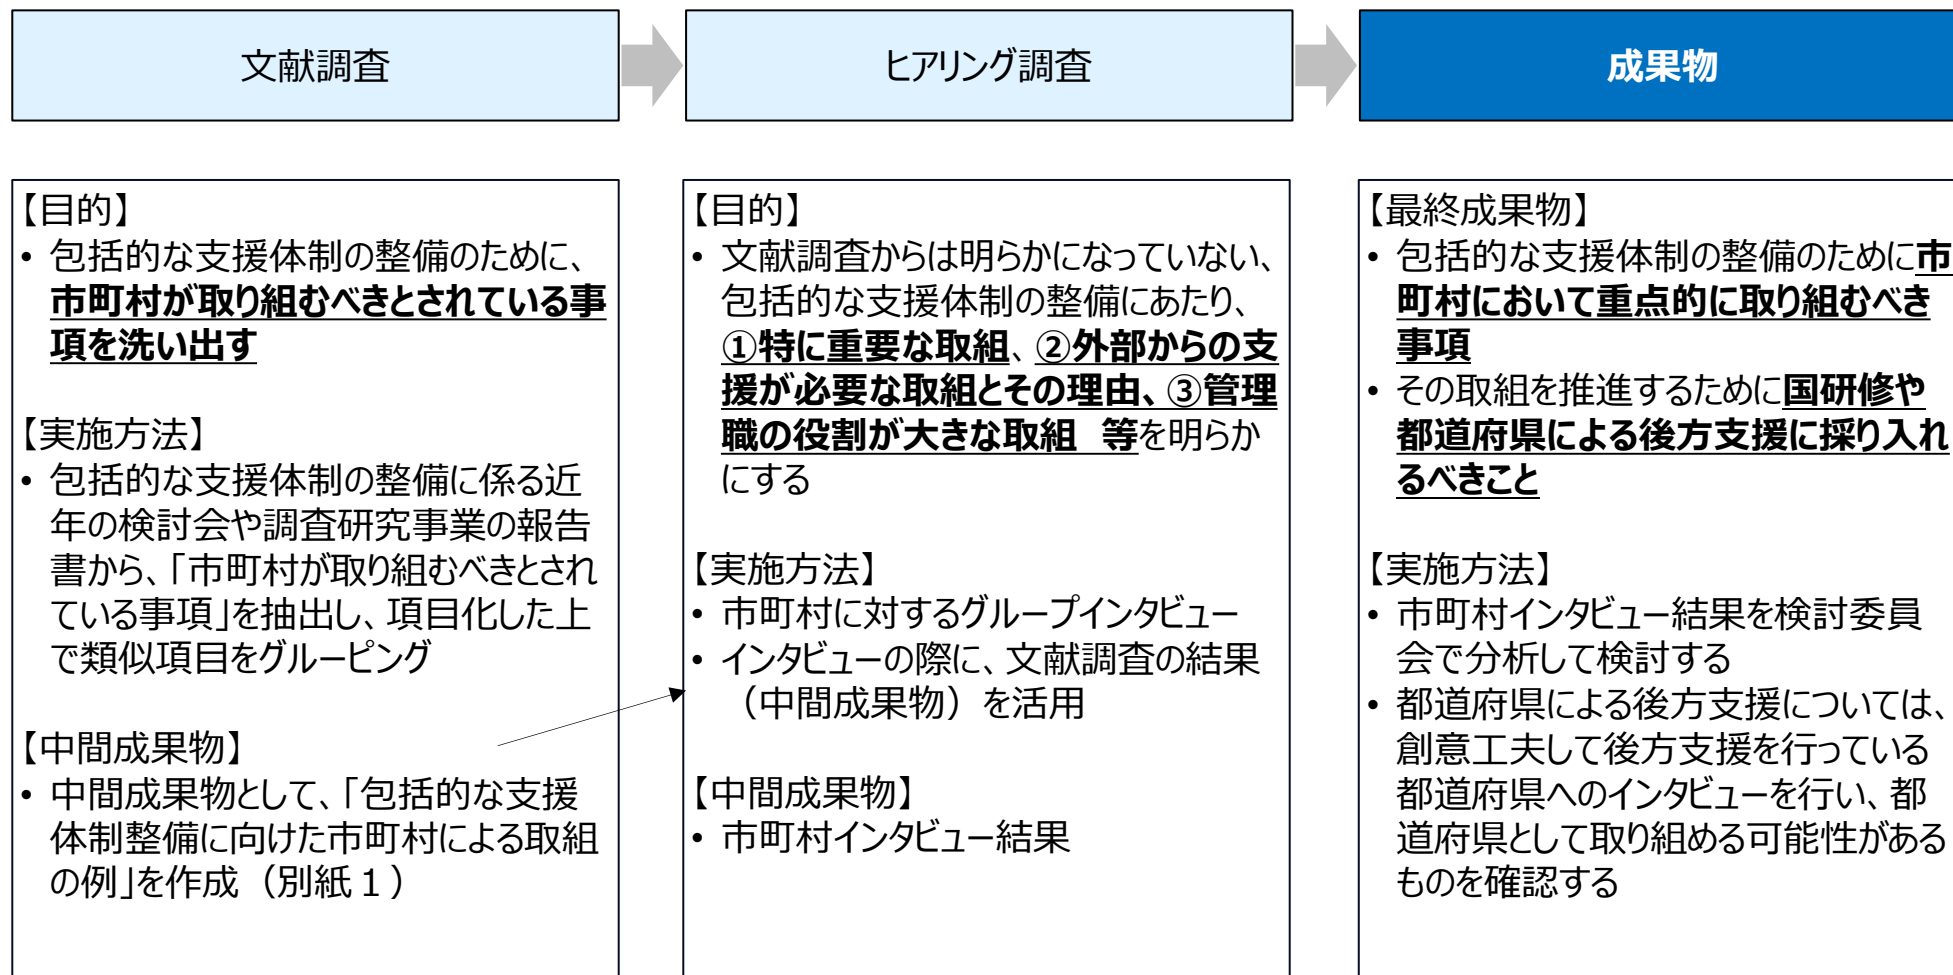 文献調査
ヒアリング調査
成果物
【目的】
• 包括的な支援体制の整備のために、
市町村が取り組むべきとされている事
項を洗い出す
【実施方法】
• 包括的な支援体制の整備に係る近
年の検討会や調査研究事業の報告
書から、「市町村が取り組むべきとされ
ている事項」を抽出し、項目化した上
で類似項目をグルーピング
【中間成果物】
• 中間成果物として、「包括的な支援
体制整備に向けた市町村による取組
の例」を作成（別紙１）
【目的】
• 文献調査からは明らかになっていない、
包括的な支援体制の整備にあたり、
①特に重要な取組、②外部からの支
援が必要な取組とその理由、③管理
職の役割が大きな取組　等を明らか
にする
【実施方法】
• 市町村に対するグループインタビュー
• インタビューの際に、文献調査の結果
（中間成果物）を活用
【中間成果物】
• 市町村インタビュー結果
【最終成果物】
• 包括的な支援体制の整備のために市
町村において重点的に取り組むべき
事項
• その取組を推進するために国研修や
都道府県による後方支援に採り入れ
るべきこと
【実施方法】
• 市町村インタビュー結果を検討委員
会で分析して検討する
• 都道府県による後方支援については、
創意工夫して後方支援を行っている
都道府県へのインタビューを行い、都
道府県として取り組める可能性がある
ものを確認する